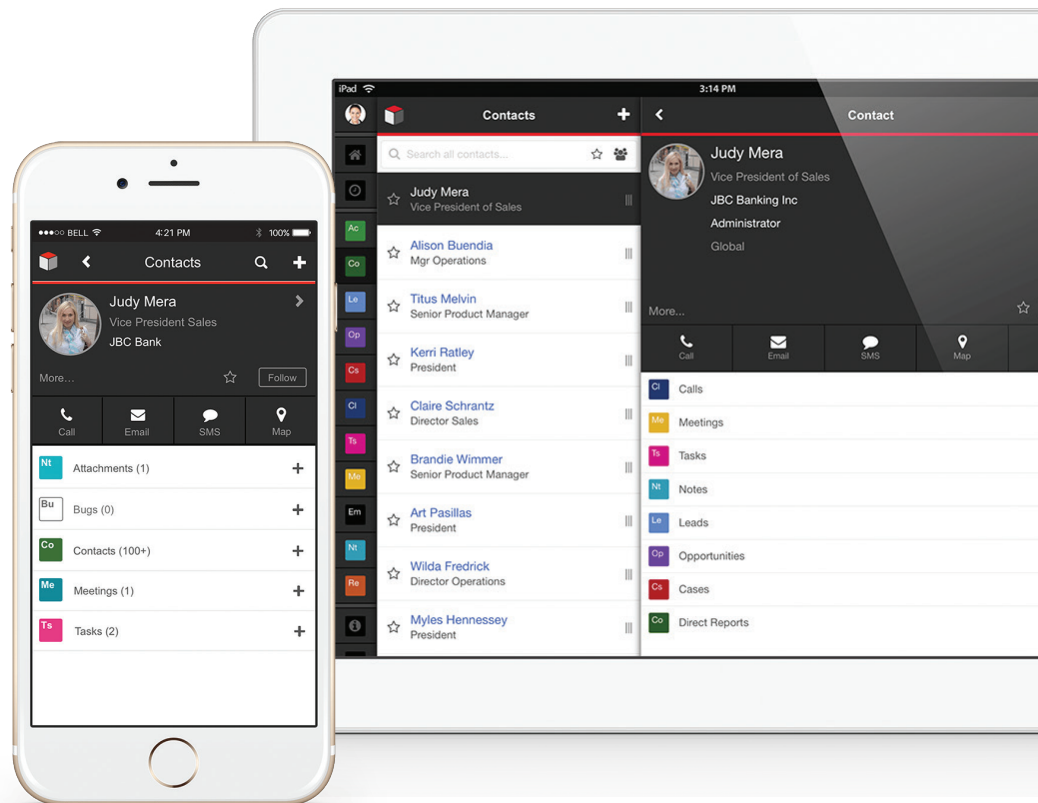 BELL
4:21 PM
100%
Contacts
Judy Mera
Vice President Sales
JBC Bank
More...
Follow
Call
Email
SMS
Map
Nt
Attachments (1)
Bu
Bugs (0)
Co
Contacts (100+)
Me
Meetings (1)
Ts
Tasks (2)
iPad
3:14 PM
Ac
Co
Le
Op
Cs
Cl
Ts
Me
Em
Nt
Re
Contacts
Search all contacts...
Judy Mera
Vice President of Sales
Alison Buendia
Mgr Operations
Titus Melvin
Senior Product Manager
Kerri Ratley
President
Claire Schrantz
Director Sales
Brandie Wimmer
Senior Product Manager
Art Pasillas
President
Wilda Fredrick
Director Operations
Myles Hennessey
President
Contact
Judy Mera
Vice President of Sales
JBC Banking Inc
Administrator
Global
More...
Call
Email
SMS
Map
Cl
Calls
Me
Meetings
Ts
Tasks
Nt
Notes
Le
Leads
Op
Opportunities
Cs
Cases
Co
Direct Reports